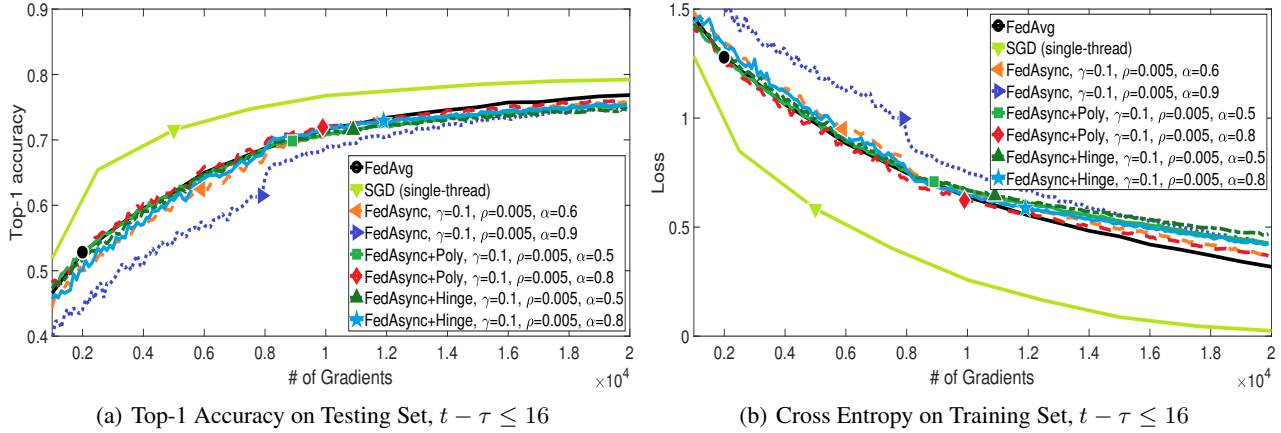 0.9
0.8
0.7
0.6
0.5
0.4
Top-1 accuracy
FedAvg
SGD (single-thread)
FedAsync, γ=0.1, ρ=0.005, α=0.6
FedAsync, γ=0.1, ρ=0.005, α=0.9
FedAsync+Poly, γ=0.1, ρ=0.005, α=0.5
FedAsync+Poly, γ=0.1, ρ=0.005, α=0.8
FedAsync+Hinge, γ=0.1, ρ=0.005, α=0.5
FedAsync+Hinge, γ=0.1, ρ=0.005, α=0.8
0.2 0.4 0.6 0.8 1 1.2 1.4 1.6 1.8 20
# of Gradients
×10⁴
(a) Top-1 Accuracy on Testing Set, t − τ ≤ 16
1.5
1
0.5
0
Loss
FedAvg
SGD (single-thread)
FedAsync, γ=0.1, ρ=0.005, α=0.6
FedAsync, γ=0.1, ρ=0.005, α=0.9
FedAsync+Poly, γ=0.1, ρ=0.005, α=0.5
FedAsync+Poly, γ=0.1, ρ=0.005, α=0.8
FedAsync+Hinge, γ=0.1, ρ=0.005, α=0.5
FedAsync+Hinge, γ=0.1, ρ=0.005, α=0.8
0.2 0.4 0.6 0.8 1 1.2 1.4 1.6 1.8 20
# of Gradients
×10⁴
(b) Cross Entropy on Training Set, t − τ ≤ 16